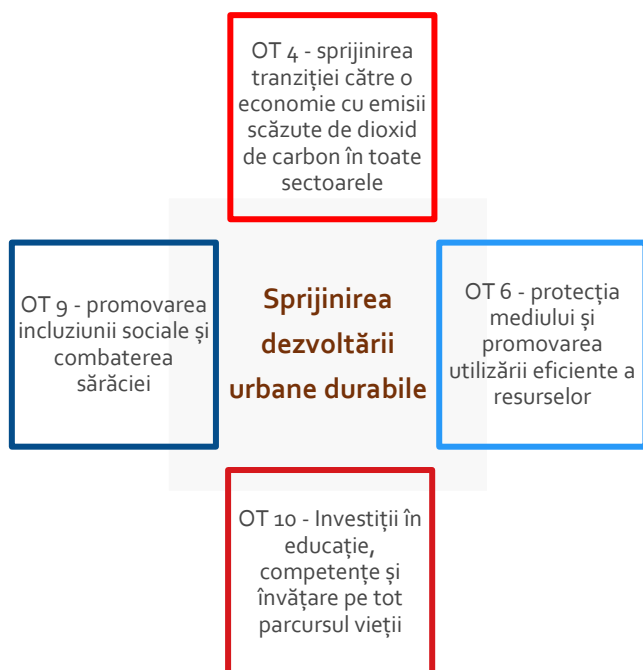 OT 4 - sprijinirea
tranziției către o
economie cu emisii
scăzute de dioxid
de carbon în toate
sectoarele
OT 9 - promovarea
incluziunii sociale și
combaterea
sărăciei
Sprijinirea
dezvoltării
urbane durabile
OT 6 - protecția
mediului și
promovarea
utilizării eficiente a
resurselor
OT 10 - Investiții în
educație,
competențe și
învățare pe tot
parcursul vieții